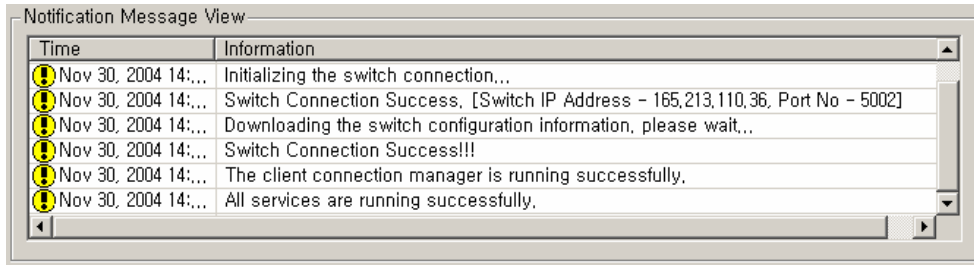 Notification Message View
Time Information
Nov 30, 2004 14:... Initializing the switch connection...
Nov 30, 2004 14:... Switch Connection Success. [Switch IP Address - 165.213.110.36, Port No - 5002]
Nov 30, 2004 14:... Downloading the switch configuration information, please wait...
Nov 30, 2004 14:... Switch Connection Success!!!
Nov 30, 2004 14:... The client connection manager is running successfully.
Nov 30, 2004 14:... All services are running successfully.